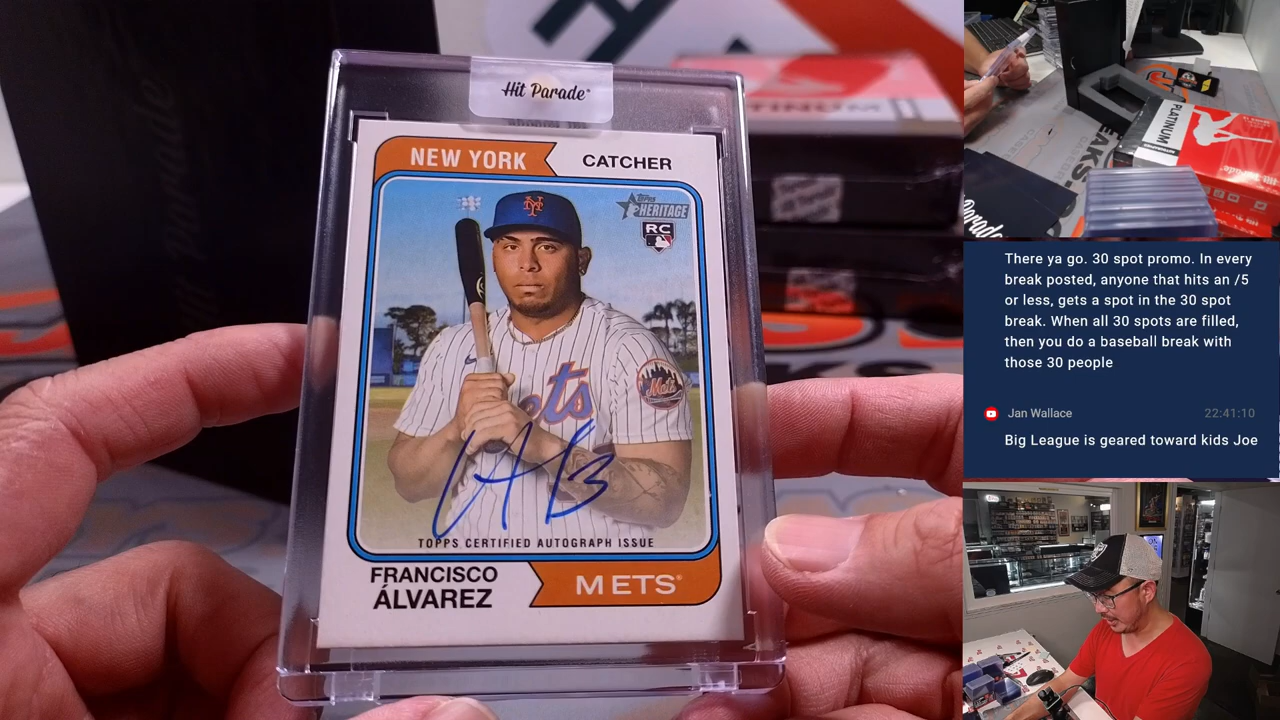 Hit Parade
NEW YORK
CATCHER
TOPPS
HERITAGE
RC
Mets
Mets
TOPPS CERTIFIED AUTOGRAPH ISSUE
FRANCISCO
ÁLVAREZ
METS
PLATINUM
Hit Parade
There ya go. 30 spot promo. In every
break posted, anyone that hits an /5
or less, gets a spot in the 30 spot
break. When all 30 spots are filled,
then you do a baseball break with
those 30 people
Jan Wallace
22:41:10
Big League is geared toward kids Joe